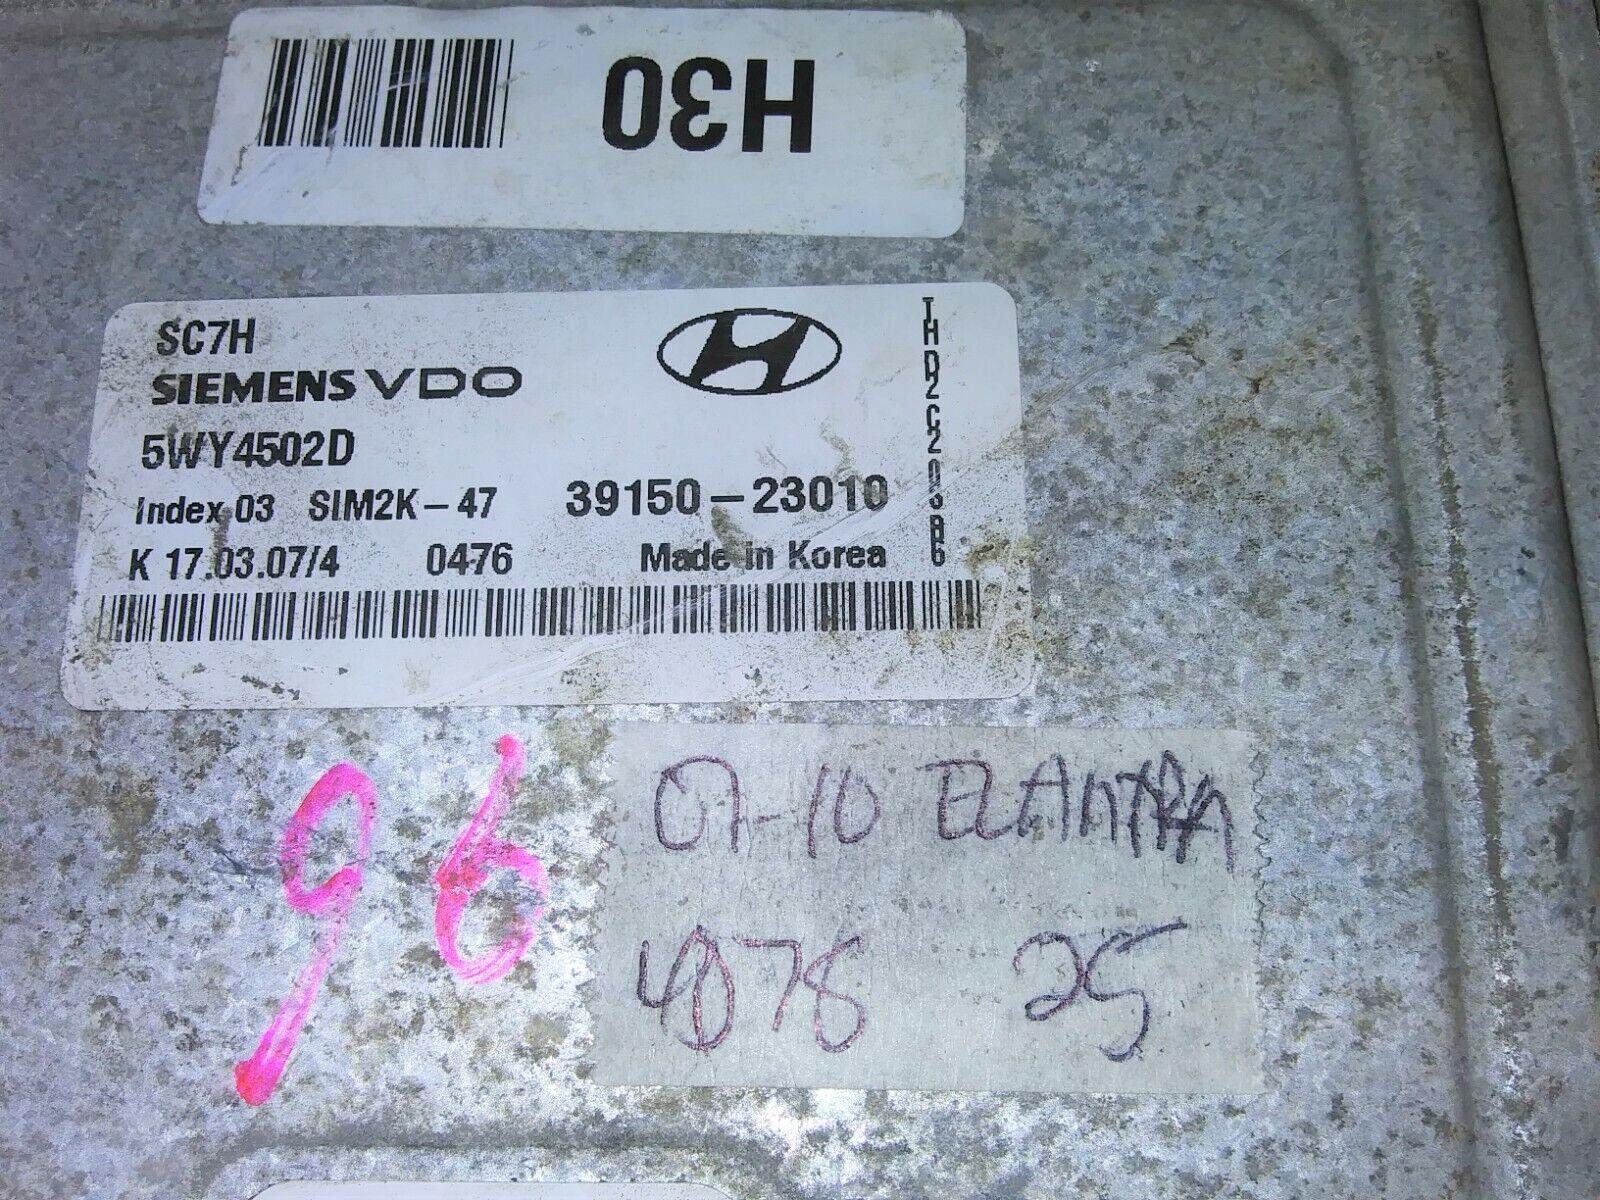 H30
SC7H
SIEMENS VDO
5WY4502D
Index 03 SIM2K-47 39150-23010
K 17.03.07/4 0476 Made in Korea
96
07-10 ELANTRA
25